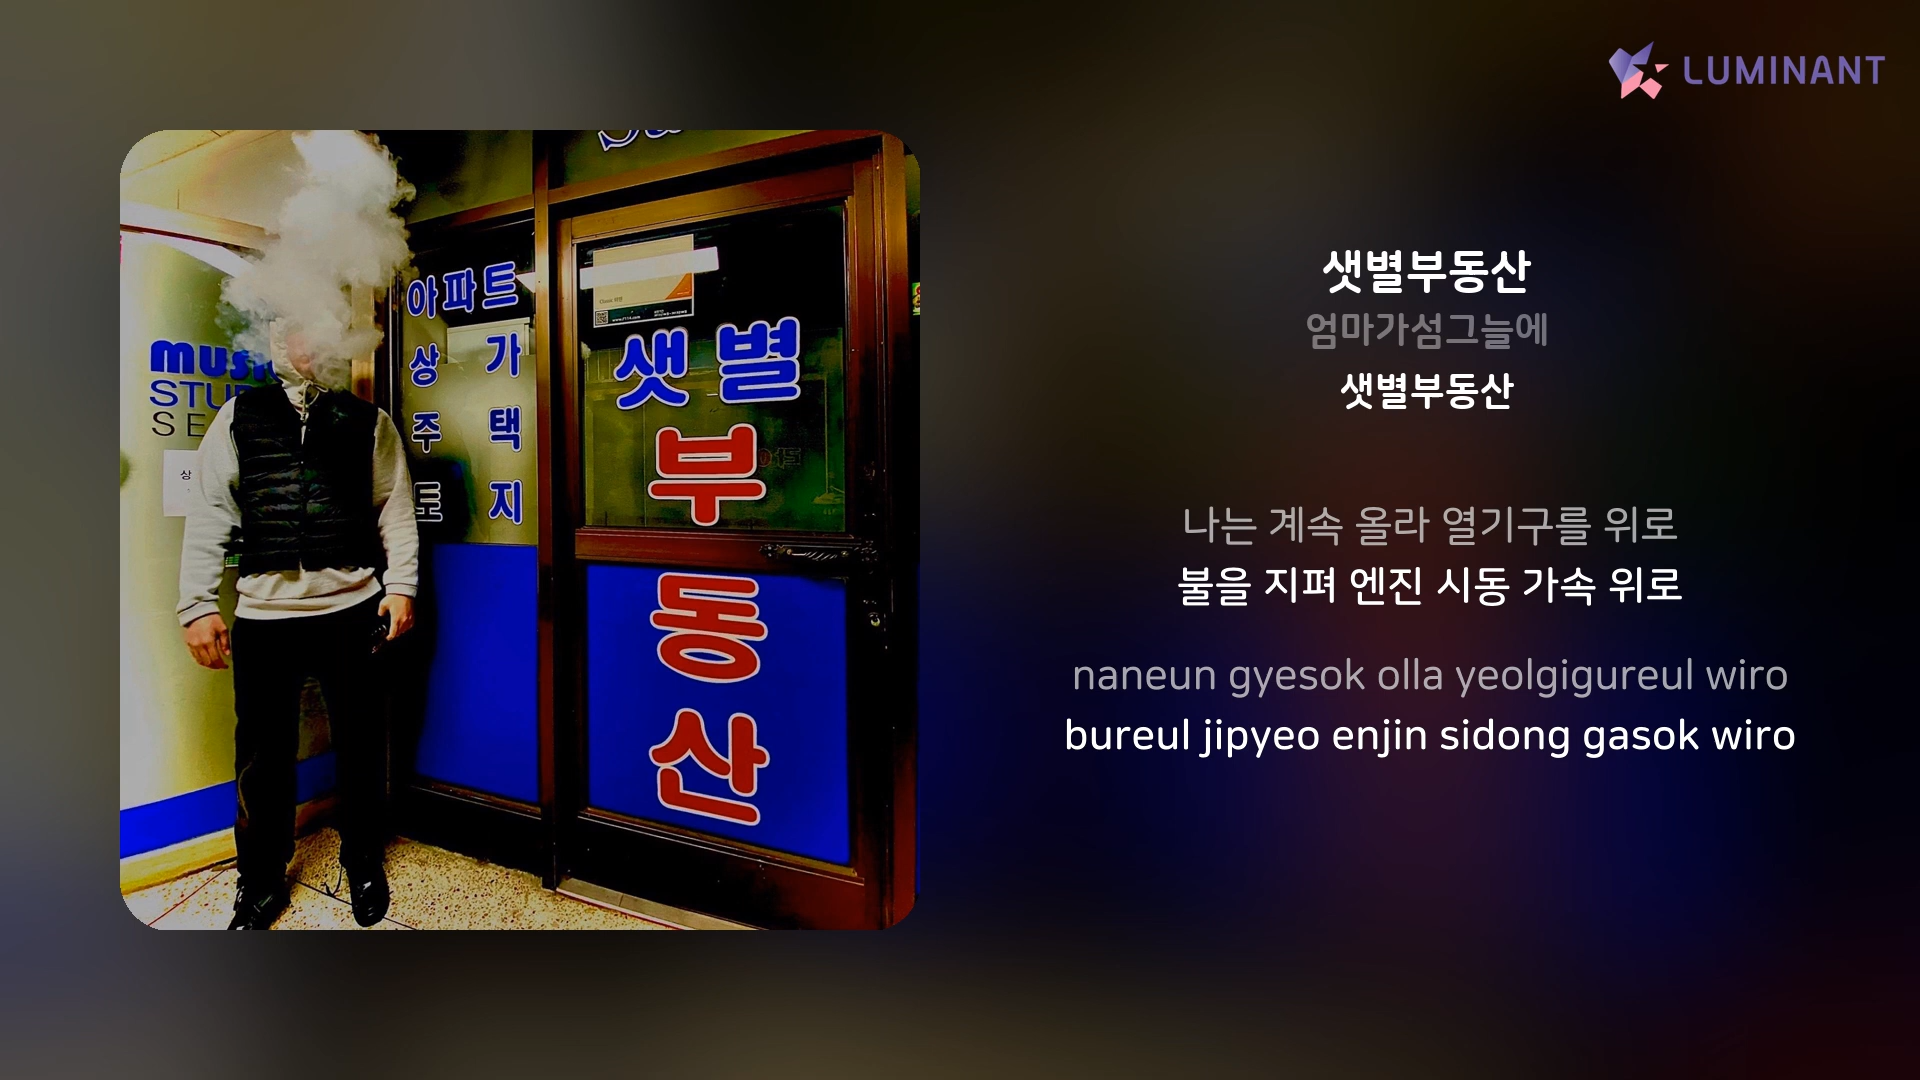 LUMINANT
아파트
상가
주택
토지
샛별
부
동
산
샛별부동산
엄마가섬그늘에
샛별부동산
나는 계속 올라 열기구를 위로
불을 지펴 엔진 시동 가속 위로
naneun gyesok olla yeolgigureul wiro
bureul jipyeo enjin sidong gasok wiro